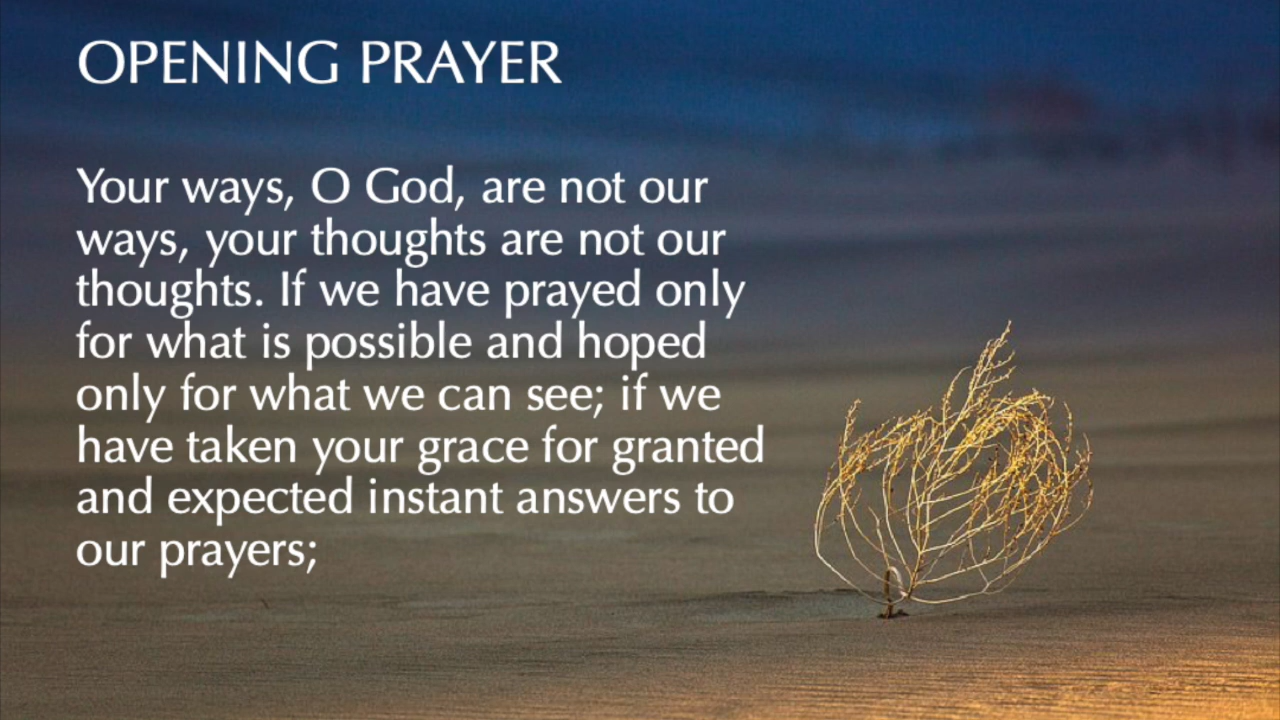 OPENING PRAYER
Your ways, O God, are not our
ways, your thoughts are not our
thoughts. If we have prayed only
for what is possible and hoped
only for what we can see; if we
have taken your grace for granted
and expected instant answers to
our prayers;